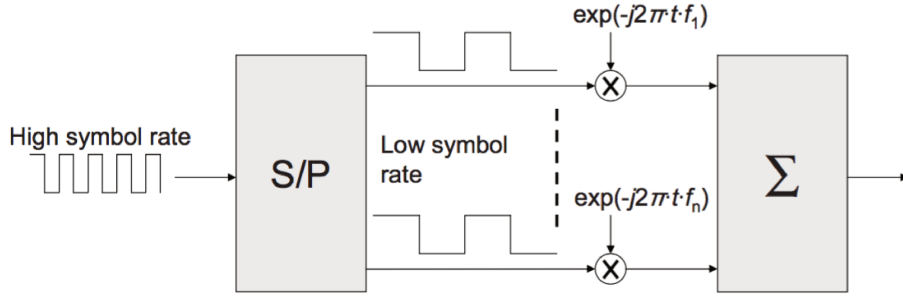 exp(-j2π·t·f₁)
High symbol rate
S/P
Low symbol
rate
Σ
exp(-j2π·t·fₙ)